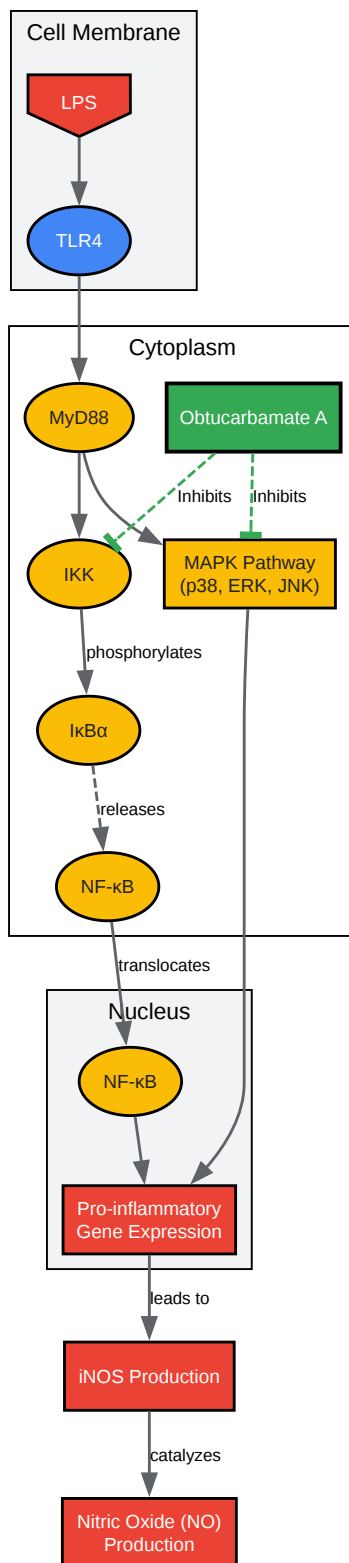 Cell Membrane
LPS
TLR4
Cytoplasm
MyD88
Obtucarbamate A
Inhibits
Inhibits
IKK
MAPK Pathway
(p38, ERK, JNK)
phosphorylates
IκBα
releases
NF-κB
translocates
Nucleus
NF-κB
Pro-inflammatory
Gene Expression
leads to
iNOS Production
catalyzes
Nitric Oxide (NO)
Production